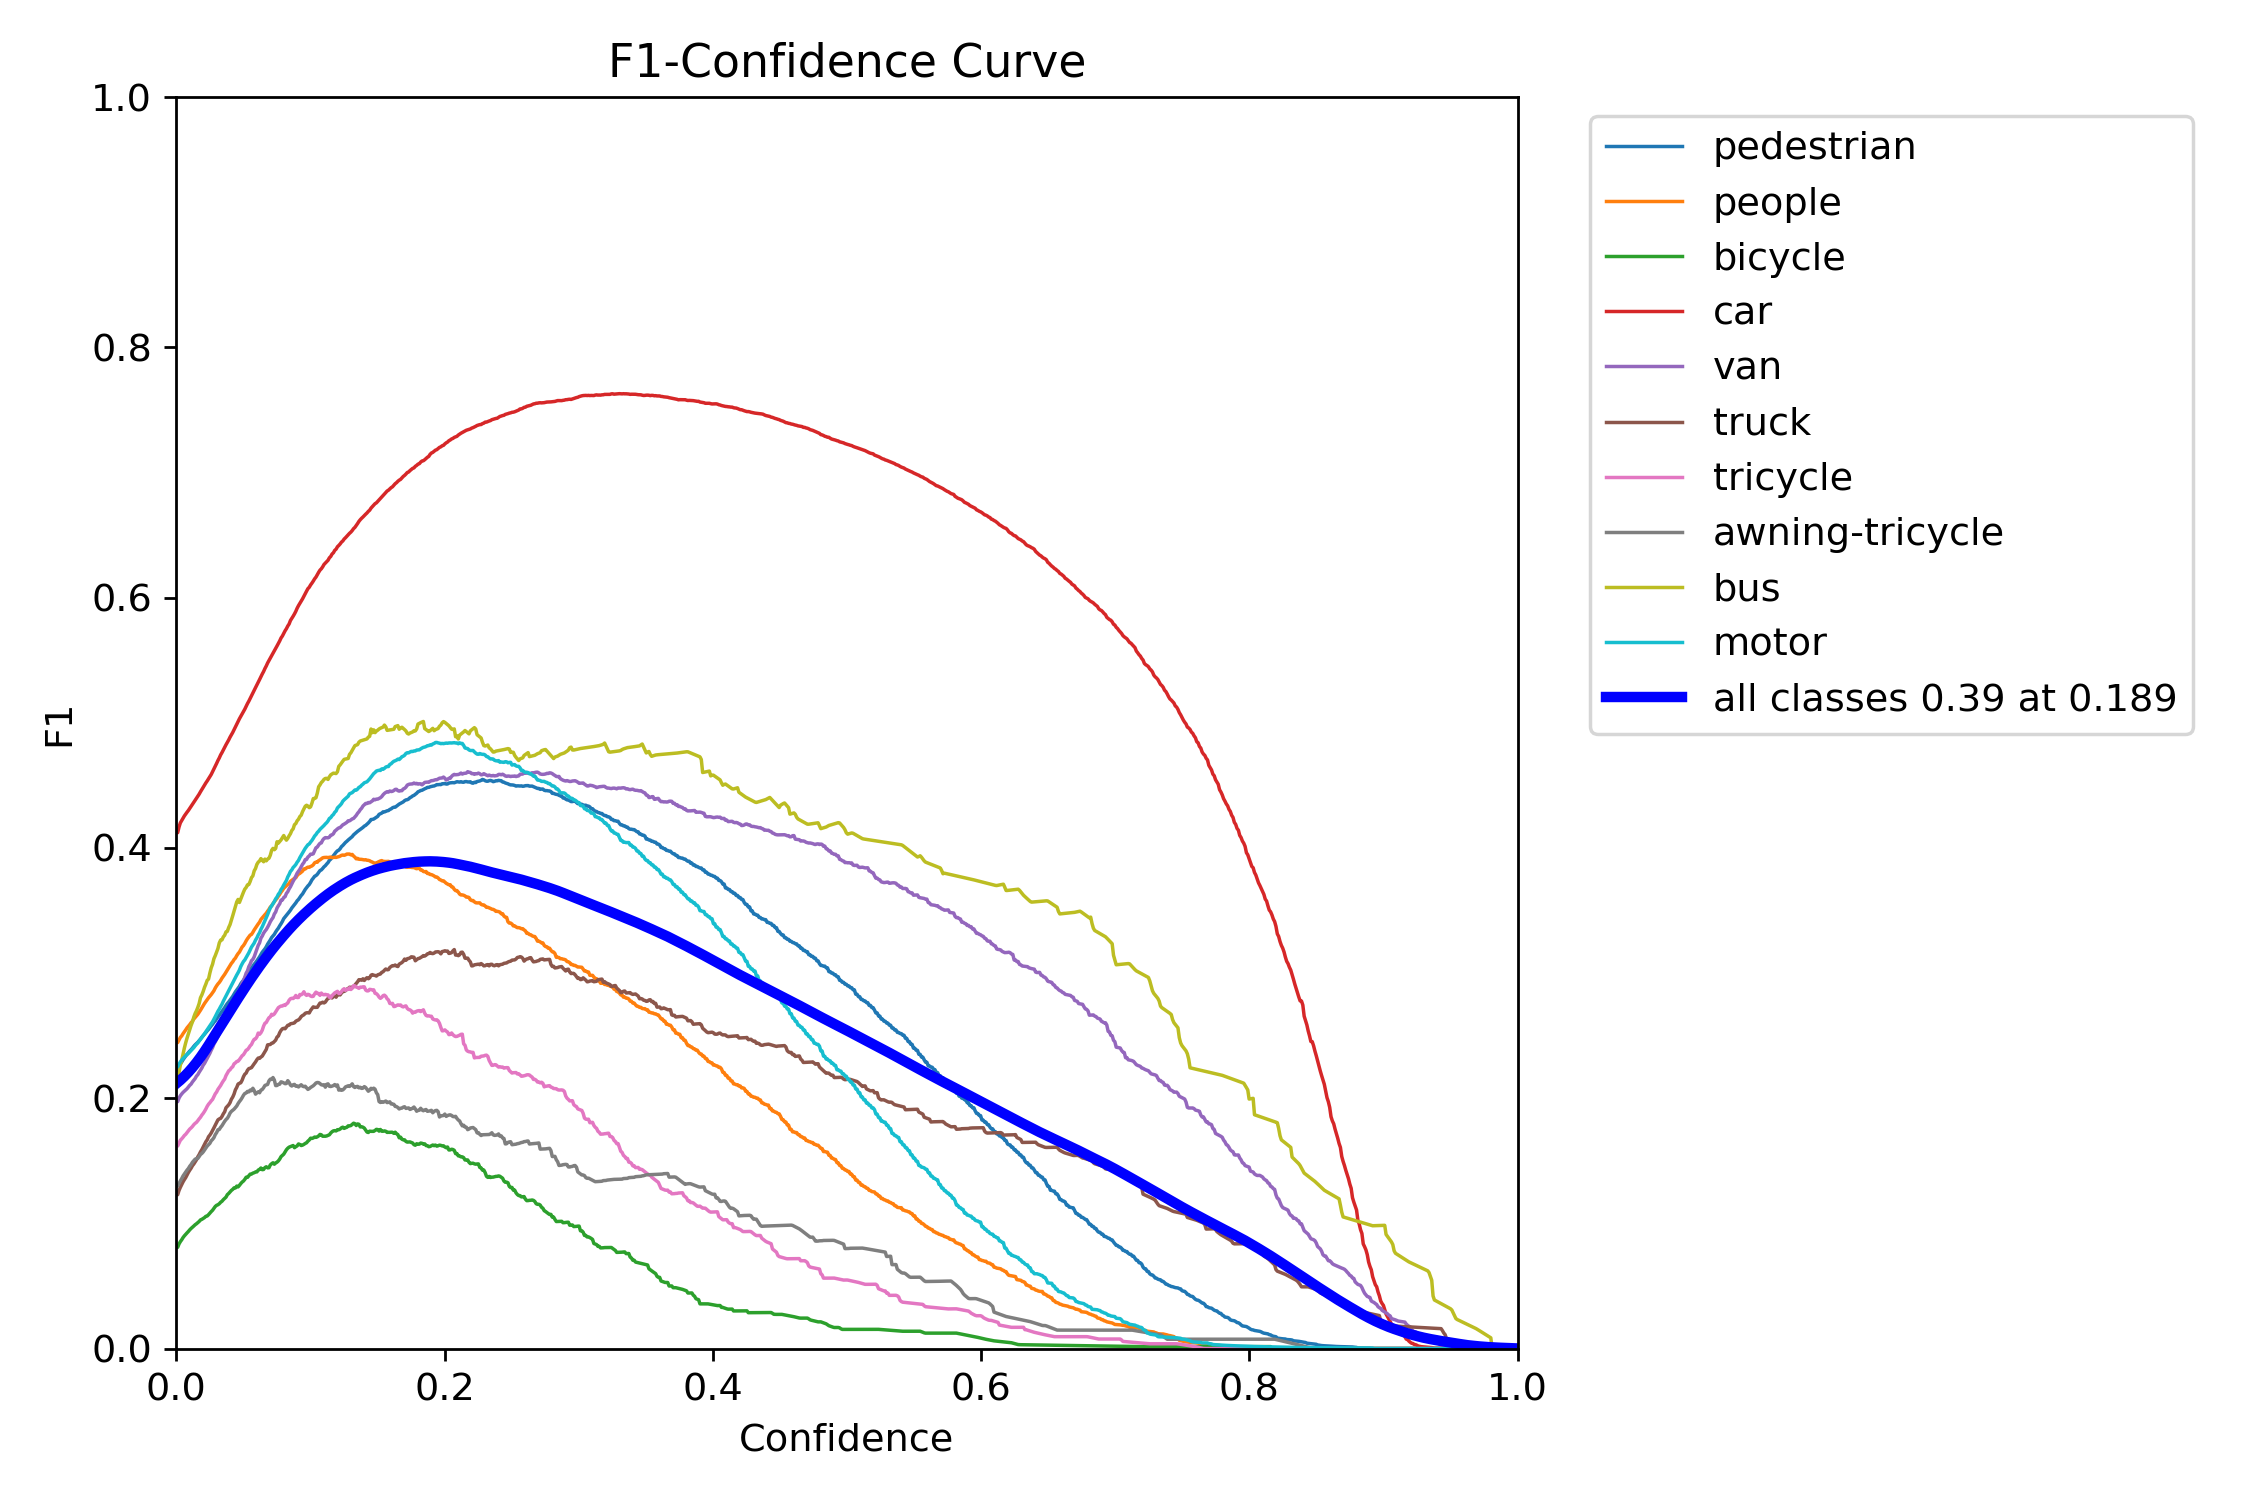 F1-Confidence Curve
1.0
0.8
0.6
0.4
0.2
0.0
F1
0.0 0.2 0.4 0.6 0.8 1.0
Confidence
pedestrian
people
bicycle
car
van
truck
tricycle
awning-tricycle
bus
motor
all classes 0.39 at 0.189